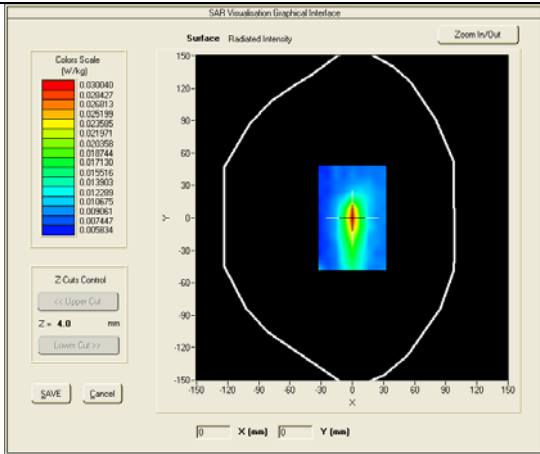 SAR Visualisation Graphical Interface
Surface Radiated Intensity
Zoom In/Out
Colors Scale
(W/kg)
0.030040
0.028427
0.026813
0.025199
0.023585
0.021971
0.020358
0.018744
0.017130
0.015516
0.013903
0.012289
0.010675
0.009061
0.007447
0.005834
Z-Cuts Control
<< Upper Cut
Z = 4.0 mm
Lower Cut >>
SAVE Cancel
150
120
90
60
30
0
-30
-60
-90
-120
-150
Y
-150 -120 -90 -60 -30 0 30 60 90 120 150
X
0 X (mm) 0 Y (mm)